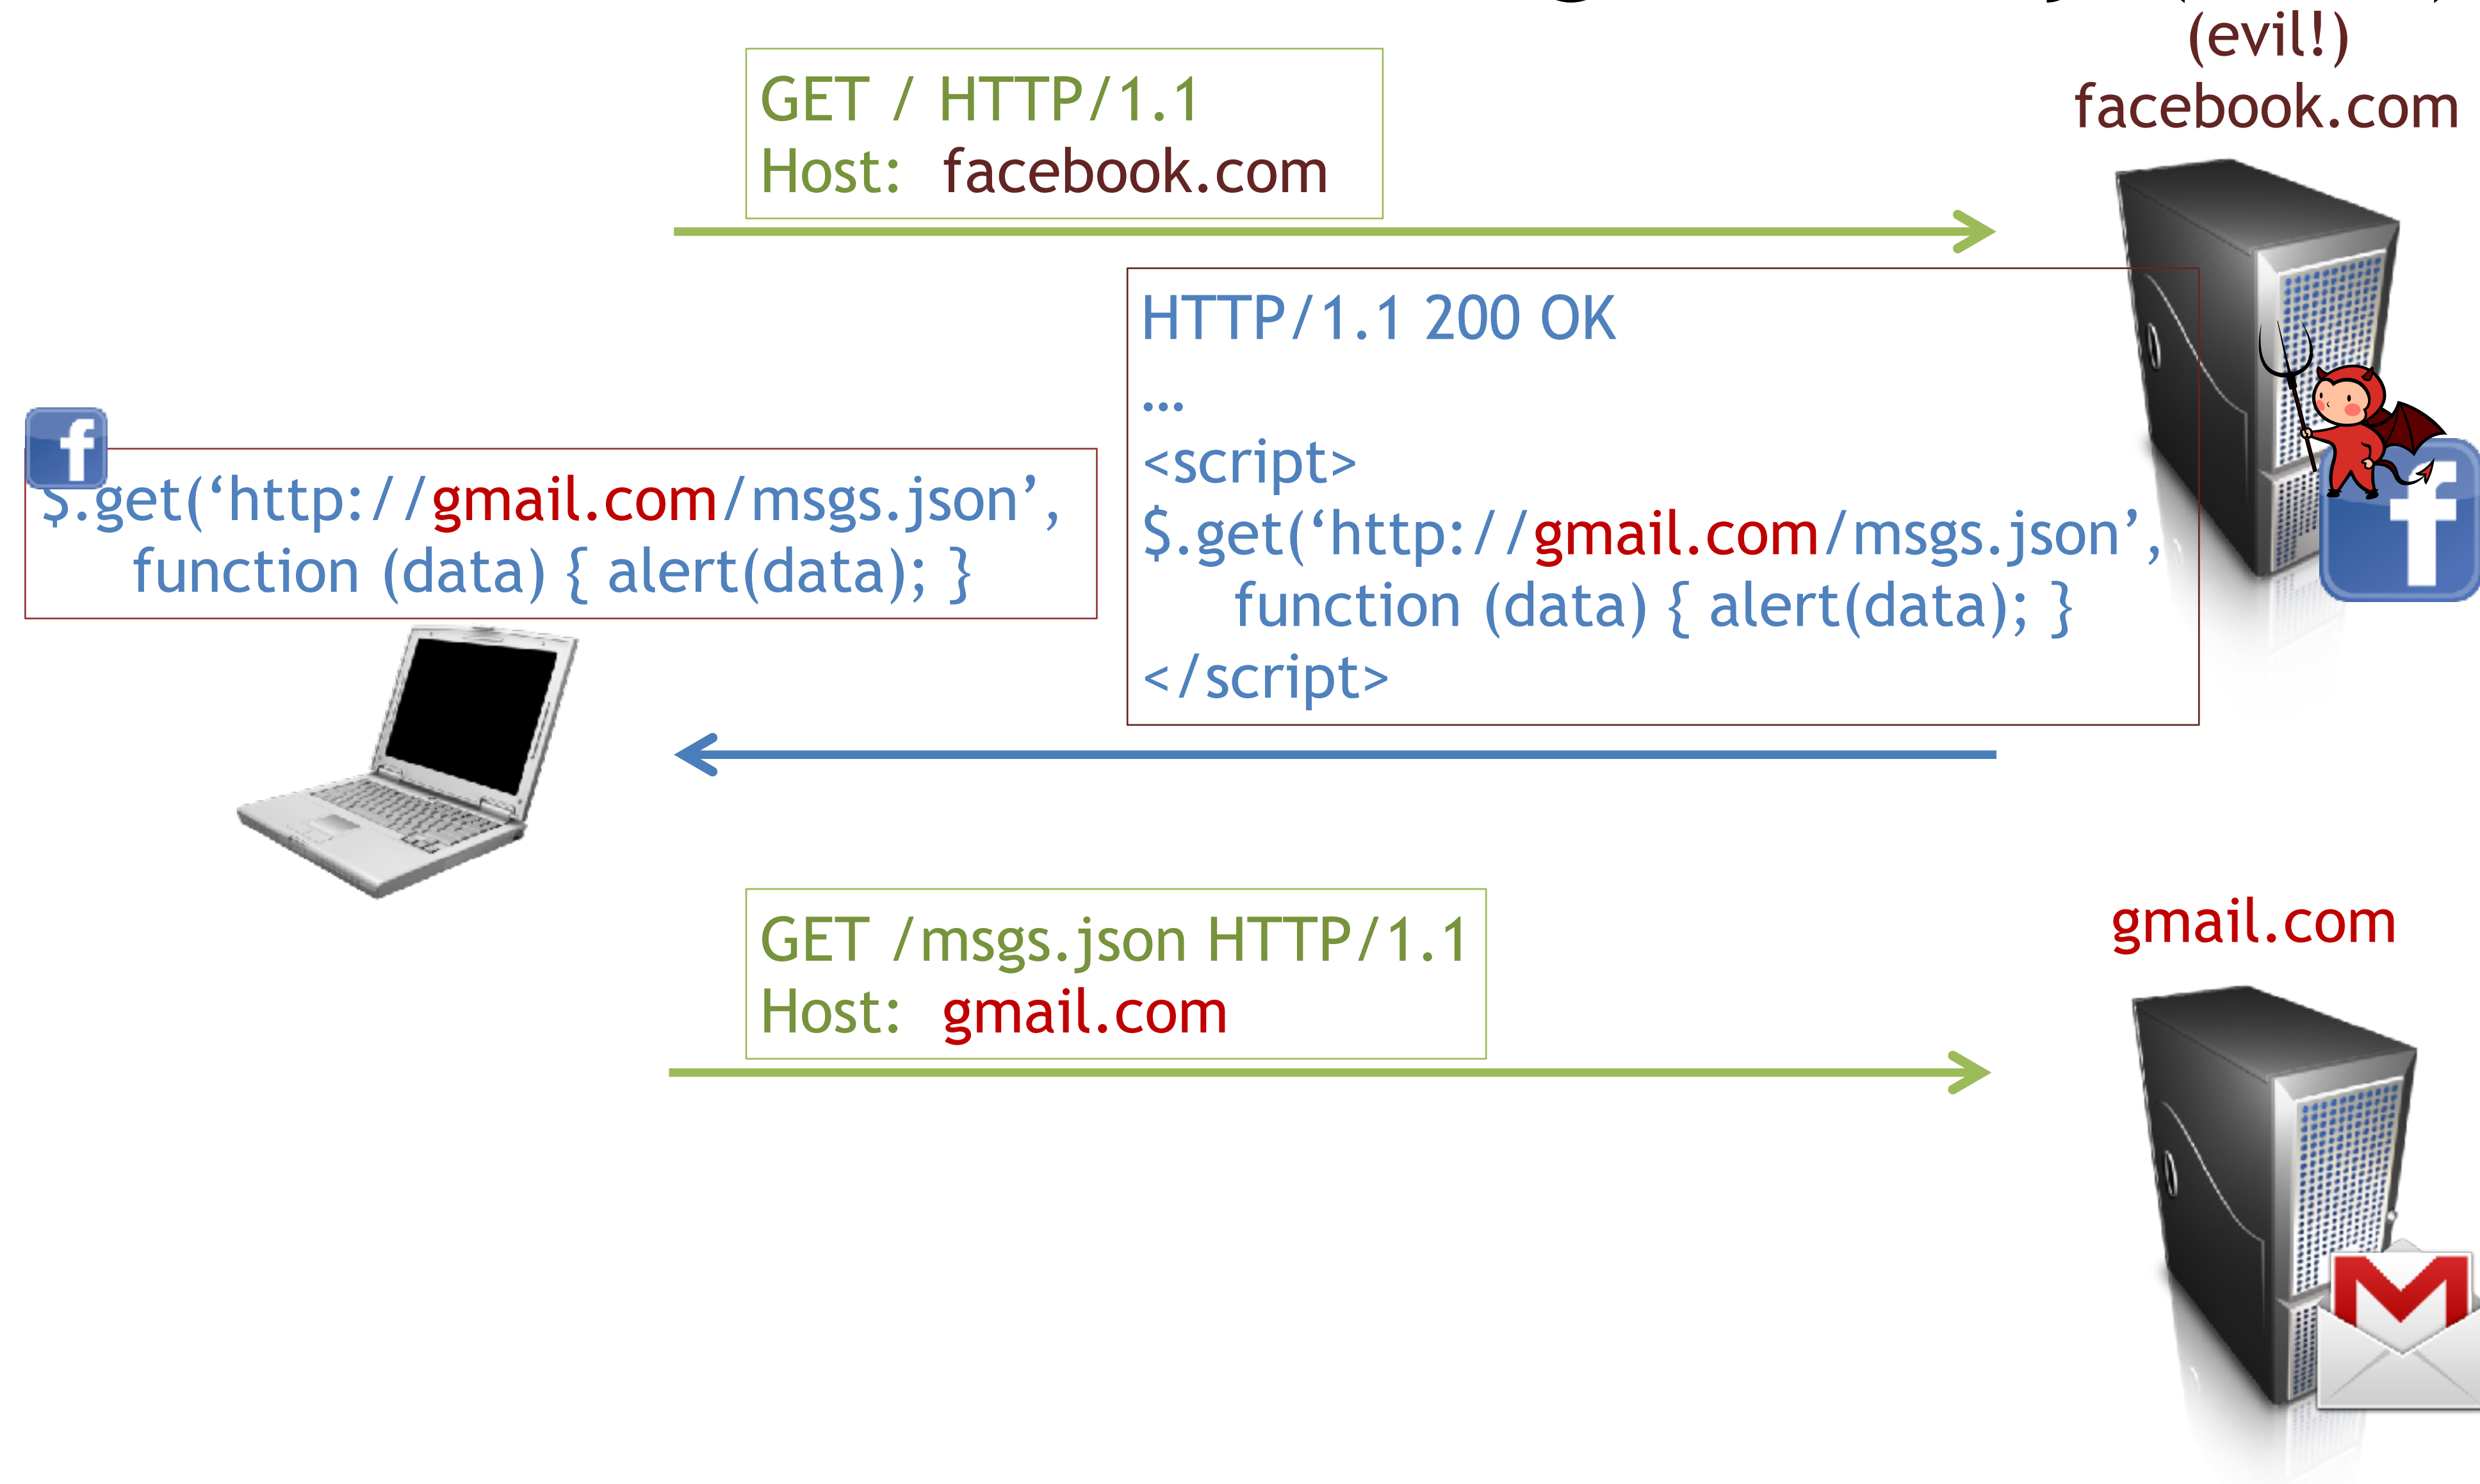 (evil!)
facebook.com
GET / HTTP/1.1
Host: facebook.com
HTTP/1.1 200 OK
...
<script>
$.get(‘http://gmail.com/msgs.json’,
function (data) { alert(data); }
</script>
f
$.get(‘http://gmail.com/msgs.json’,
function (data) { alert(data); }
f
GET /msgs.json HTTP/1.1
Host: gmail.com
gmail.com
M